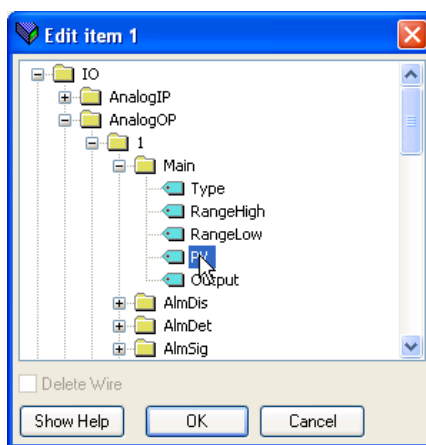 Edit item 1
IO
AnalogIP
AnalogOP
1
Main
Type
RangeHigh
RangeLow
PV
Output
AlmDis
AlmDet
AlmSig
Delete Wire
Show Help OK Cancel